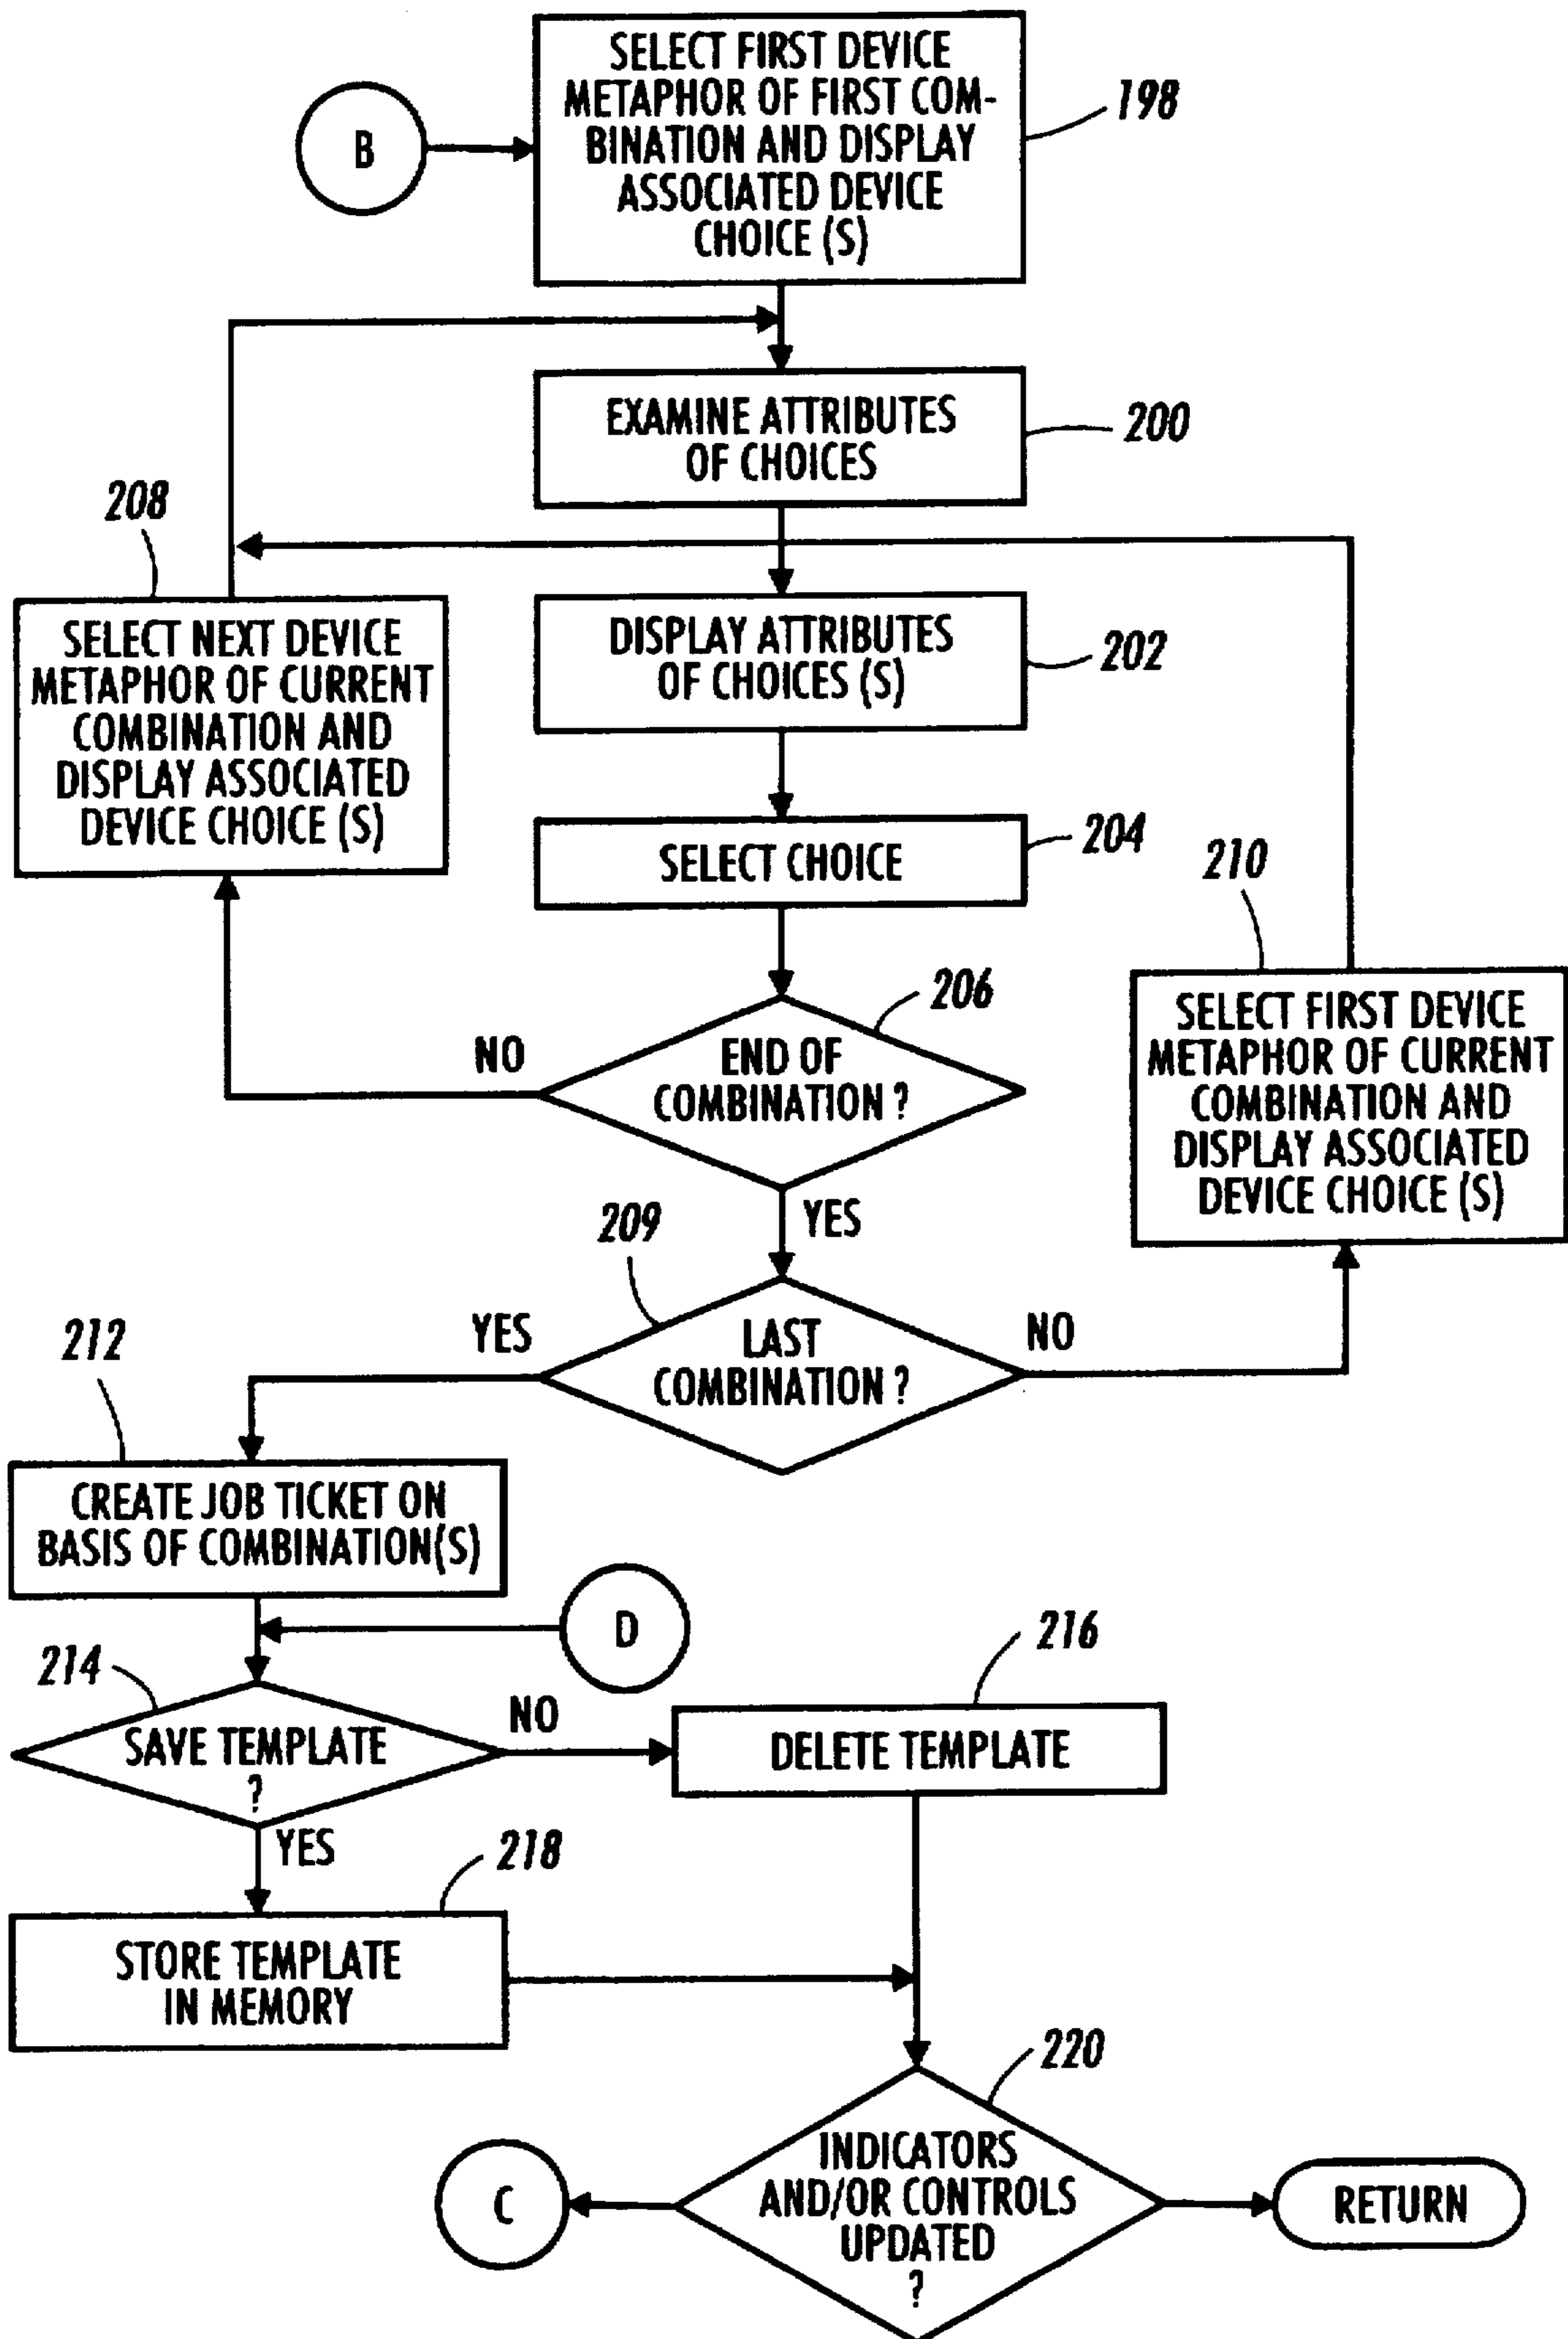 SELECT FIRST DEVICE
METAPHOR OF FIRST COM-
BINATION AND DISPLAY
ASSOCIATED DEVICE
CHOICE (S)
198
B
EXAMINE ATTRIBUTES
OF CHOICES
200
208
SELECT NEXT DEVICE
METAPHOR OF CURRENT
COMBINATION AND
DISPLAY ASSOCIATED
DEVICE CHOICE (S)
DISPLAY ATTRIBUTES
OF CHOICES (S)
202
SELECT CHOICE
204
210
SELECT FIRST DEVICE
METAPHOR OF CURRENT
COMBINATION AND
DISPLAY ASSOCIATED
DEVICE CHOICE (S)
206
NO
END OF
COMBINATION ?
YES
209
YES
LAST
COMBINATION ?
NO
212
CREATE JOB TICKET ON
BASIS OF COMBINATION(S)
D
214
SAVE TEMPLATE
?
NO
216
DELETE TEMPLATE
YES
218
STORE TEMPLATE
IN MEMORY
220
INDICATORS
AND/OR CONTROLS
UPDATED
?
C
RETURN